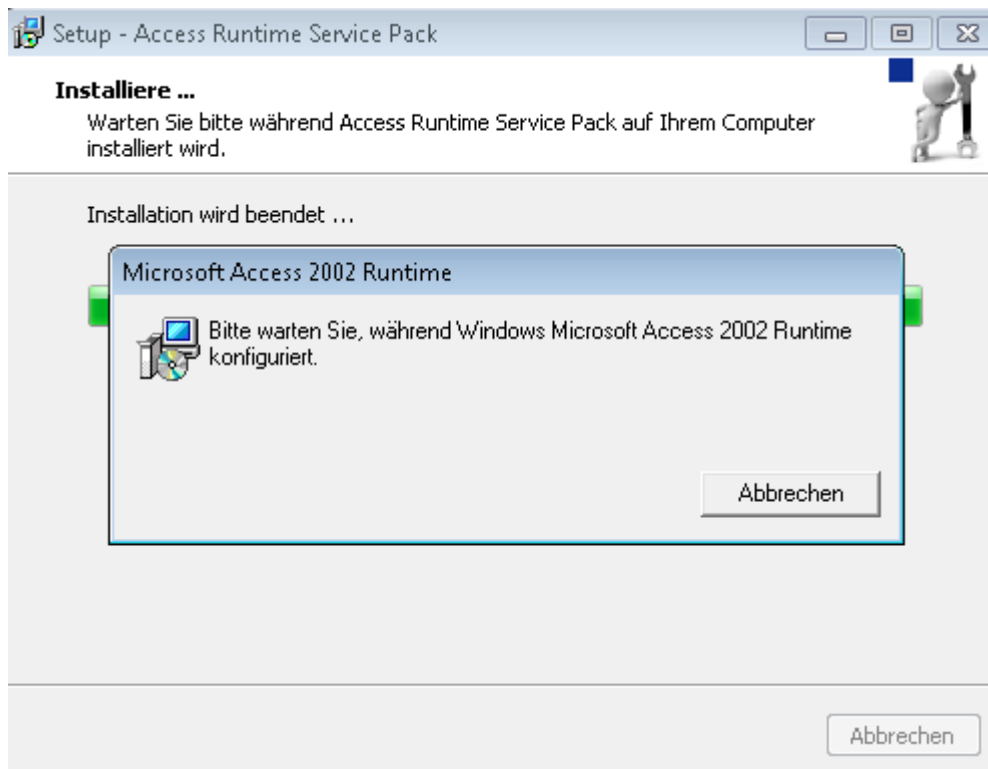 Setup - Access Runtime Service Pack
Installiere ...
Warten Sie bitte während Access Runtime Service Pack auf Ihrem Computer
installiert wird.
Installation wird beendet ...
Microsoft Access 2002 Runtime
Bitte warten Sie, während Windows Microsoft Access 2002 Runtime
konfiguriert.
Abbrechen
Abbrechen